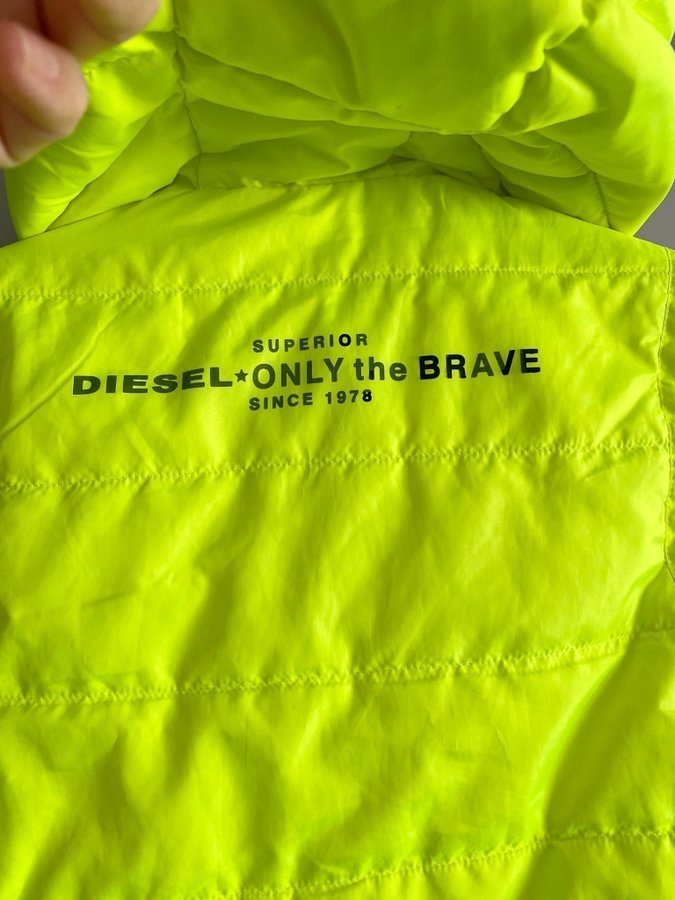 SUPERIOR
DIESEL★ONLY the BRAVE
SINCE 1978